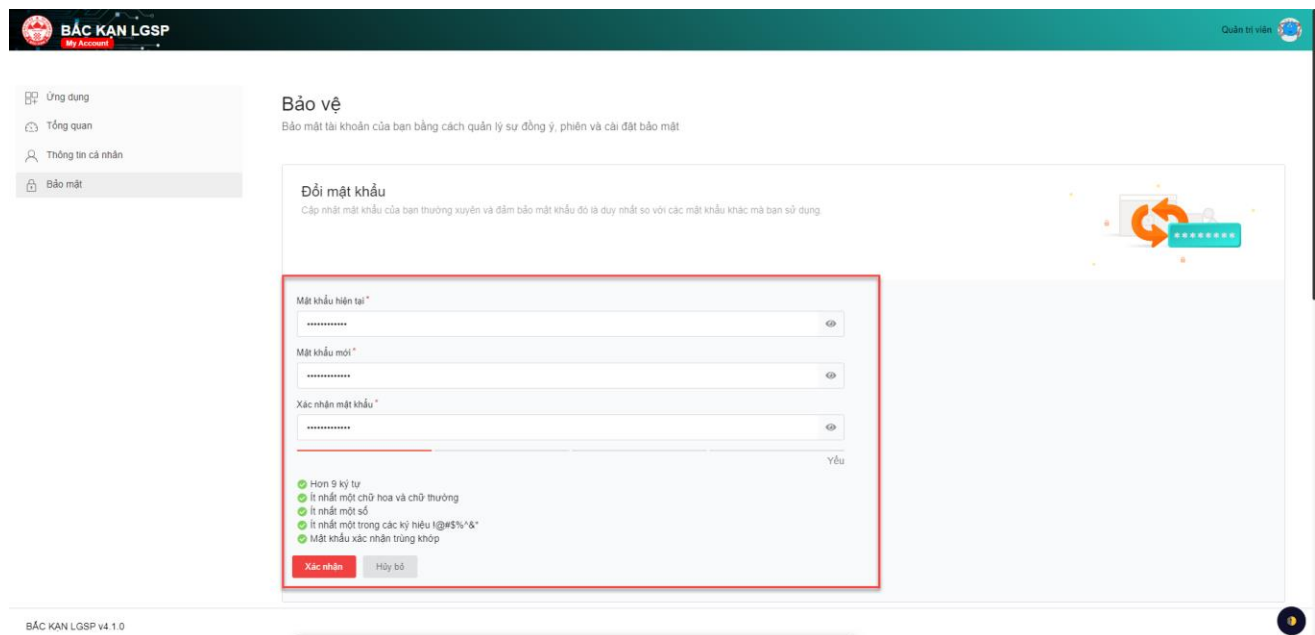 BẮC KẠN LGSP
My Account
Quản trị viên
Ứng dụng
Tổng quan
Thông tin cá nhân
Bảo mật
Bảo vệ
Bảo mật tài khoản của bạn bằng cách quản lý sự đồng ý, phiên và cài đặt bảo mật
Đổi mật khẩu
Cập nhật mật khẩu của bạn thường xuyên và đảm bảo mật khẩu đó là duy nhất so với các mật khẩu khác mà bạn sử dụng.
Mật khẩu hiện tại *
Mật khẩu mới *
Xác nhận mật khẩu *
Yếu
Hơn 9 ký tự
Ít nhất một chữ hoa và chữ thường
Ít nhất một số
Ít nhất một trong các ký hiệu !@#$%^&*
Mật khẩu xác nhận trùng khớp
Xác nhận
Hủy bỏ
BẮC KẠN LGSP v4.1.0